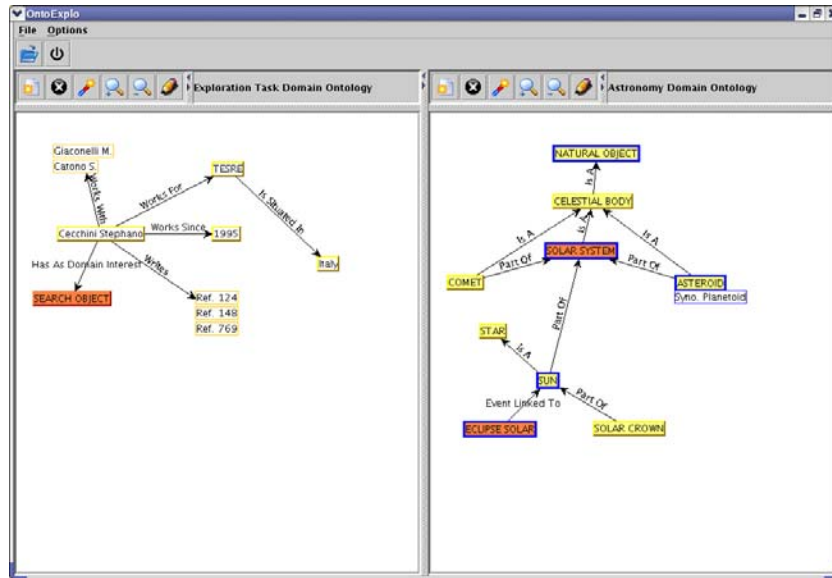 OntoExplo
File Options
Exploration Task Domain Ontology
Giaconelli M.
Catono S.
TESRE
Works With
Works For
Is Situated In
Cecchini Stephano
Works Since
1995
Italy
Has As Domain Interest
Writes
SEARCH OBJECT
Ref. 124
Ref. 148
Ref. 769
Astronomy Domain Ontology
NATURAL OBJECT
Is A
CELESTIAL BODY
Is A
Is A
Is A
SOLAR SYSTEM
Part Of
Part Of
COMET
ASTEROID
Syno. Planetoid
Part Of
STAR
Is A
SUN
Event Linked To
Part Of
ECLIPSE SOLAR
SOLAR CROWN